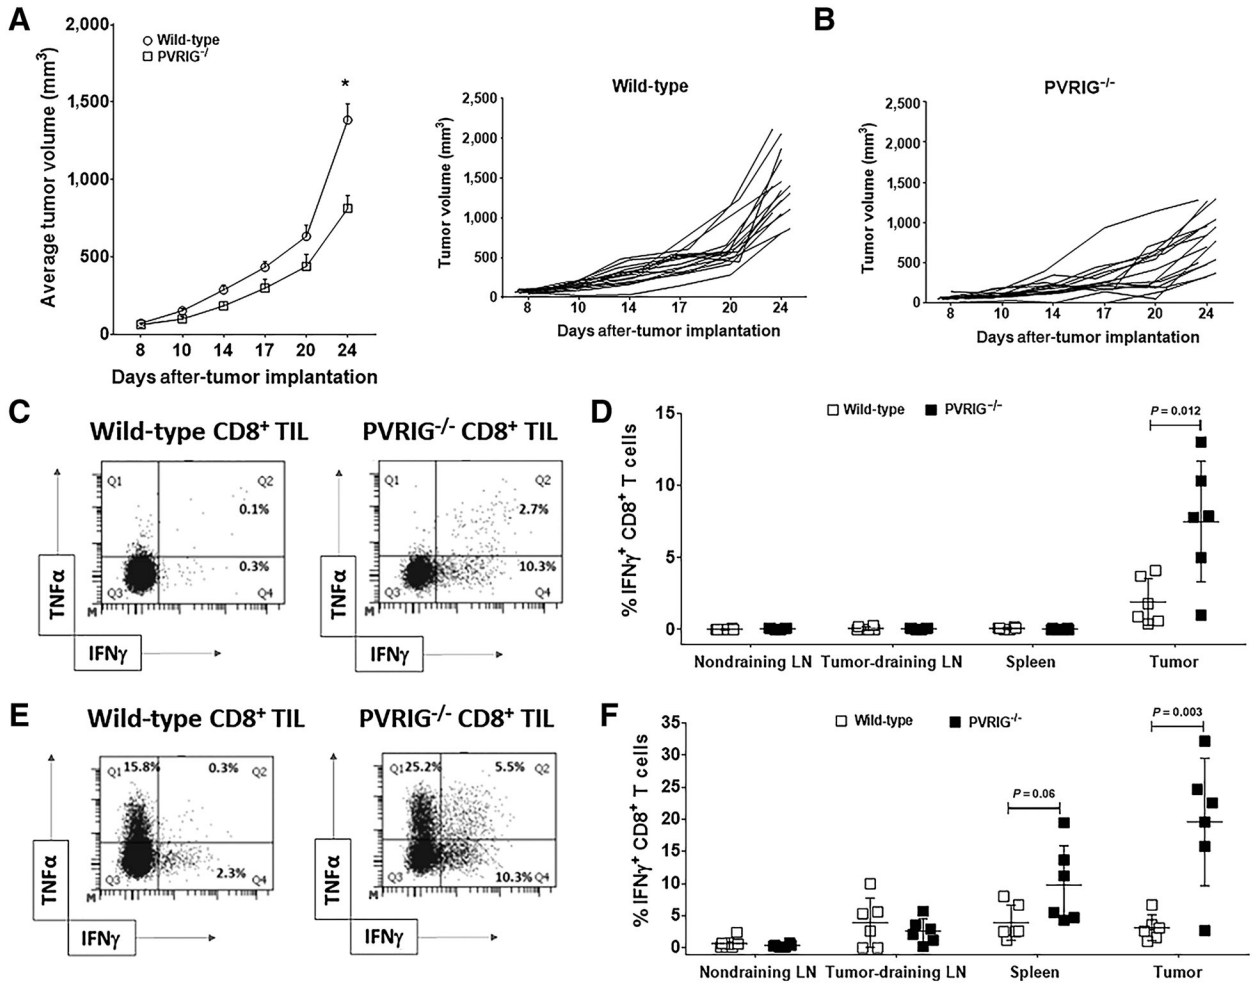 A
2,000
1,500
1,000
500
0
Average tumor volume (mm³)
Wild-type
PVRIG-/
*
8 10 14 17 20 24
Days after-tumor implantation
Wild-type
2,500
2,000
1,500
1,000
500
0
Tumor volume (mm³)
8 10 14 17 20 24
Days after-tumor implantation
B
PVRIG-/-
2,500
2,000
1,500
1,000
500
0
Tumor volume (mm³)
8 10 14 17 20 24
Days after-tumor implantation
C
Wild-type CD8+ TIL
Q1 Q2
0.1%
0.3%
Q3 Q4
M
TNFα
IFNγ
PVRIG-/- CD8+ TIL
Q1 Q2
2.7%
10.3%
Q3 Q4
M
TNFα
IFNγ
D
Wild-type PVRIG-/-
P = 0.012
15
10
5
0
% IFNγ+ CD8+ T cells
Nondraining LN Tumor-draining LN Spleen Tumor
E
Wild-type CD8+ TIL
Q1 15.8% 0.3% Q2
2.3%
Q3 Q4
M
TNFα
IFNγ
PVRIG-/- CD8+ TIL
Q1 25.2% 5.5% Q2
10.3%
Q3 Q4
M
TNFα
IFNγ
F
Wild-type PVRIG-/-
P = 0.003
P = 0.06
35
30
25
20
15
10
5
0
% IFNγ+ CD8+ T cells
Nondraining LN Tumor-draining LN Spleen Tumor